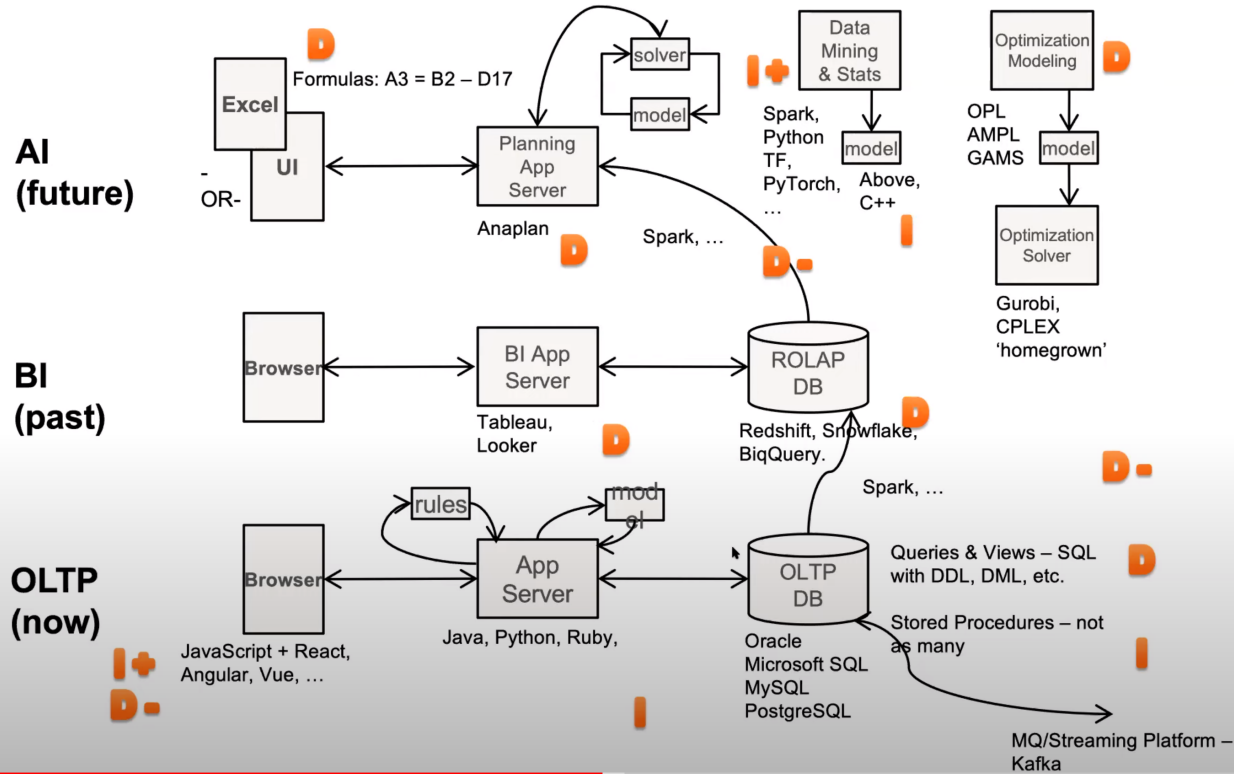 AI
(future)
D
Formulas: A3 = B2 – D17
Excel
UI
-
OR-
solver
model
Planning
App
Server
Anaplan
D
Spark, …
D -
I +
Data
Mining
& Stats
Spark,
Python
TF,
PyTorch,
…
model
Above,
C++
I
Optimization
Modeling
D
OPL
AMPL
GAMS
model
Optimization
Solver
Gurobi,
CPLEX
‘homegrown’
BI
(past)
Browser
BI App
Server
Tableau,
Looker
D
ROLAP
DB
D
Redshift, Snowflake,
BiqQuery.
Spark, …
D -
OLTP
(now)
Browser
JavaScript + React,
Angular, Vue, …
I +
D -
rules
mod
el
App
Server
Java, Python, Ruby,
I
OLTP
DB
Oracle
Microsoft SQL
MySQL
PostgreSQL
Queries & Views – SQL
with DDL, DML, etc.
D
Stored Procedures – not
as many
I
MQ/Streaming Platform –
Kafka